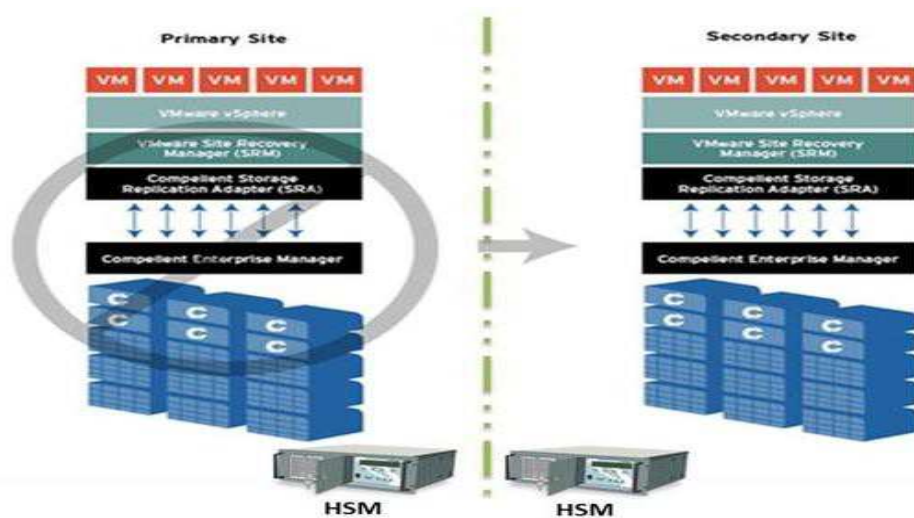 Primary Site
VM VM VM VM VM
VMware vSphere
VMware Site Recovery
Manager (SRM)
Compellent Storage
Replication Adapter (SRA)
Compellent Enterprise Manager
C C C
C C C
HSM
Secondary Site
VM VM VM VM VM
VMware vSphere
VMware Site Recovery
Manager (SRM)
Compellent Storage
Replication Adapter (SRA)
Compellent Enterprise Manager
C C C
C C C
HSM